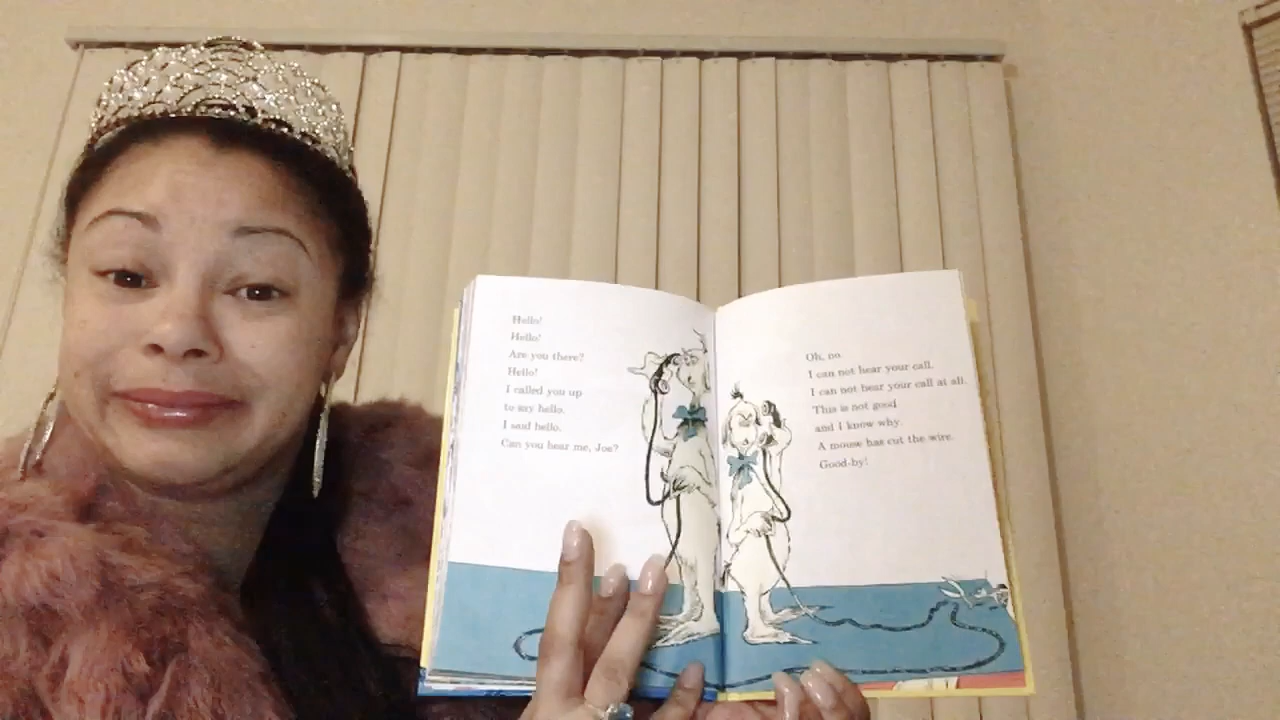 Hello!
Hello!
Are you there?
Hello!
I called you up
to say hello.
I said hello.
Can you hear me, Joe?
Oh, no.
I can not hear your call.
I can not hear your call at all.
This is not good
and I know why.
A mouse has cut the wire.
Good-by!